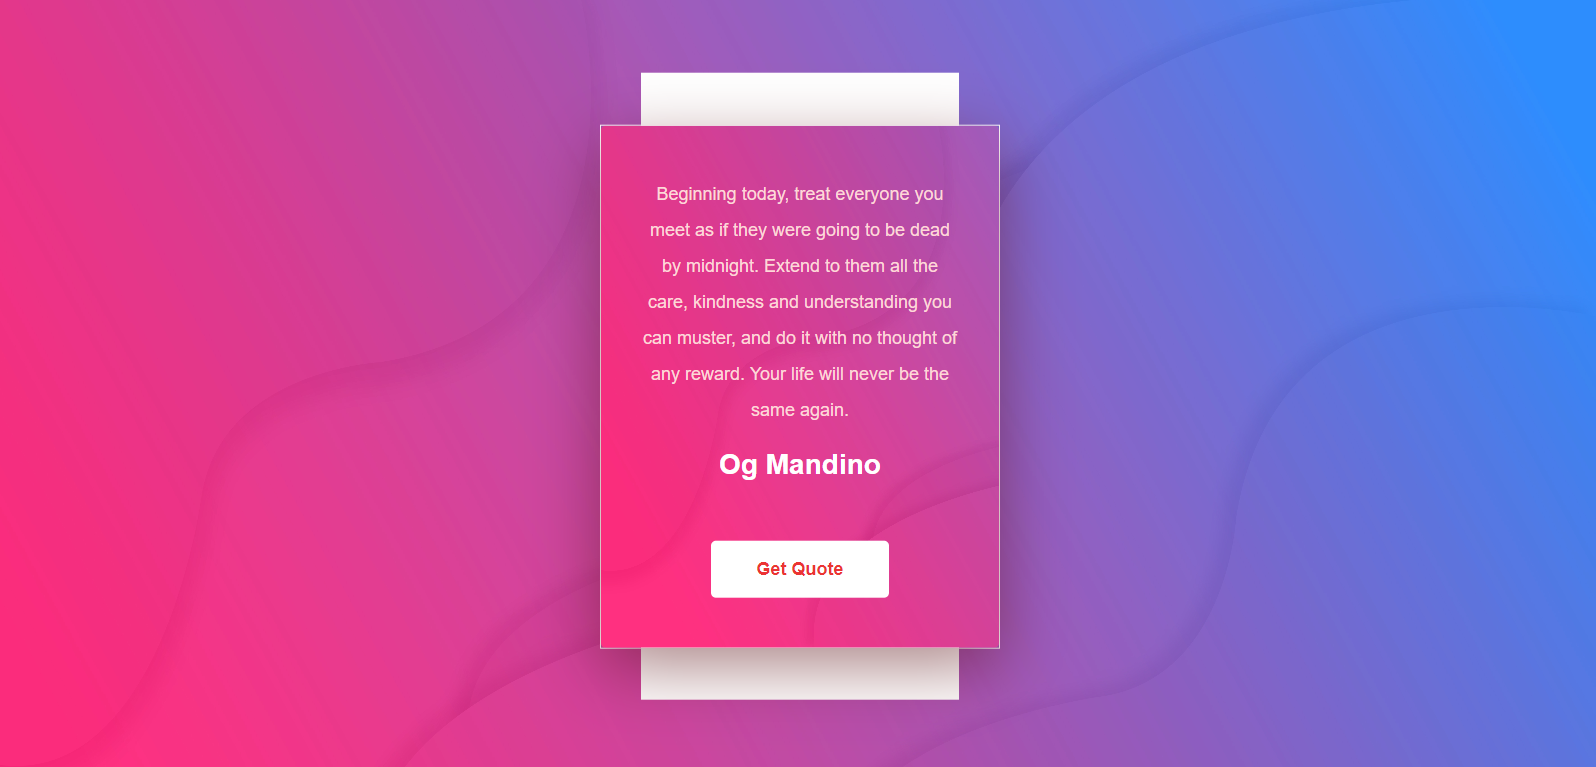 Beginning today, treat everyone you
meet as if they were going to be dead
by midnight. Extend to them all the
care, kindness and understanding you
can muster, and do it with no thought of
any reward. Your life will never be the
same again.
Og Mandino
Get Quote